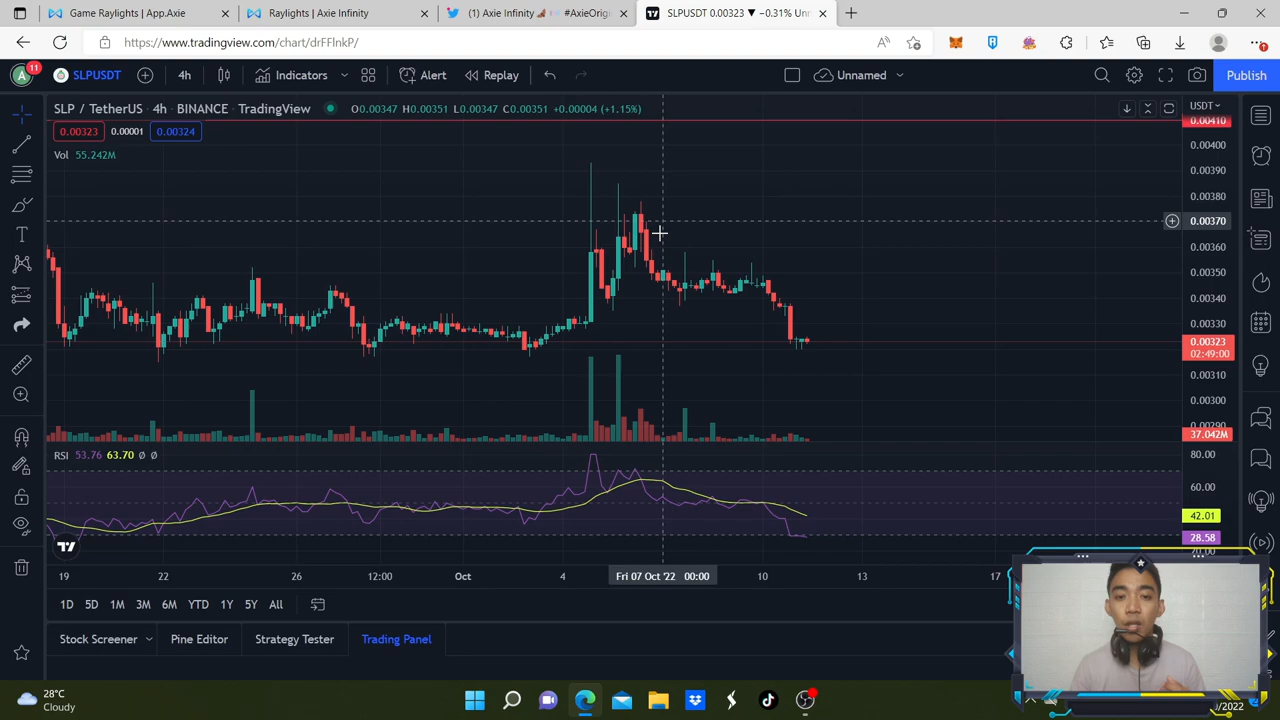 Game Raylights | App.Axie
Raylights | Axie Infinity
(1) Axie Infinity
#AxieOrigi
SLPUSDT 0.00323 ▼ −0.31% Unn
https://www.tradingview.com/chart/drFFlnkP/
A
11
SLPUSDT
4h
Indicators
Alert
Replay
Unnamed
Publish
SLP / TetherUS · 4h · BINANCE · TradingView
O0.00347 H0.00351 L0.00347 C0.00351 +0.00004 (+1.15%)
USDT
0.00410
0.00323
0.00001
0.00324
Vol 55.242M
0.00400
0.00390
0.00380
0.00370
0.00360
0.00350
0.00340
0.00330
0.00323
02:49:00
0.00310
0.00300
0.00290
37.042M
RSI 53.76 63.70 Ø Ø
80.00
60.00
42.01
28.58
20.00
19
22
26
12:00
Oct
4
Fri 07 Oct '22 00:00
10
13
17
1D
5D
1M
3M
6M
YTD
1Y
5Y
All
Stock Screener
Pine Editor
Strategy Tester
Trading Panel
28°C
Cloudy